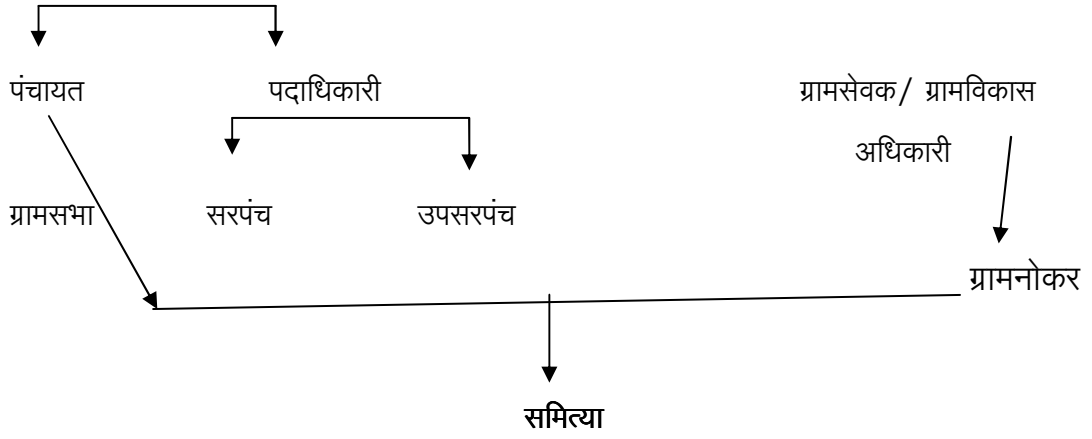 पंचायत पदाधिकारी ग्रामसेवक/ ग्रामविकास
अधिकारी
ग्रामसभा सरपंच उपसरपंच
ग्रामनोकर
समित्या